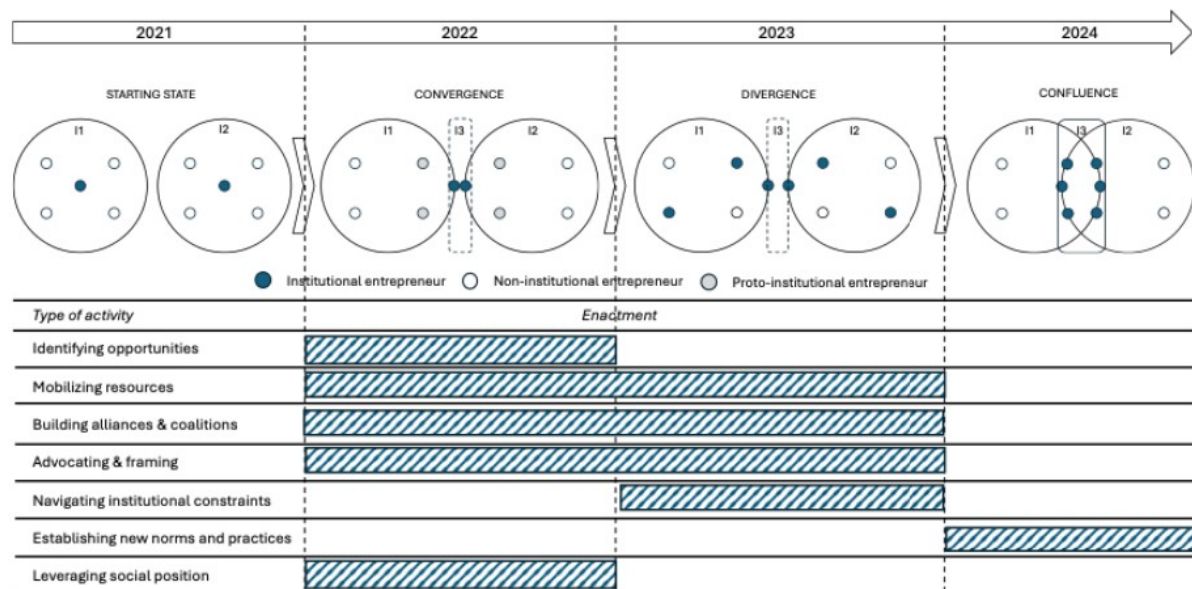 2021 2022 2023 2024
STARTING STATE CONVERGENCE DIVERGENCE CONFLUENCE
I1 I2 I1 I3 I2 I1 I3 I2 I1 I3 I2
Institutional entrepreneur Non-institutional entrepreneur Proto-institutional entrepreneur
Type of activity Enactment
Identifying opportunities
Mobilizing resources
Building alliances & coalitions
Advocating & framing
Navigating institutional constraints
Establishing new norms and practices
Leveraging social position